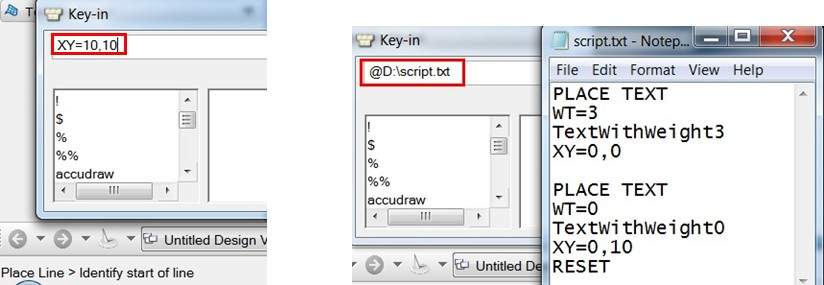 Key-in
XY=10,10
!
$
%
%%
accudraw
Untitled Design V
Place Line > Identify start of line
Key-in
@D:\script.txt
!
$
%
%%
accudraw
Untitled De
script.txt - Notep...
File Edit Format View Help
PLACE TEXT
WT=3
TextWithWeight3
XY=0,0
PLACE TEXT
WT=0
TextWithWeight0
XY=0,10
RESET